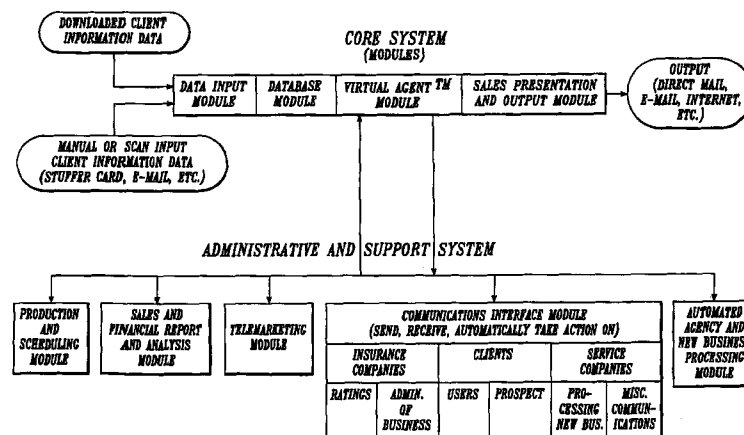 DOWNLOADED CLIENT
INFORMATION DATA
CORE SYSTEM
(MODULES)
DATA INPUT
MODULE
DATABASE
MODULE
VIRTUAL AGENT™
MODULE
SALES PRESENTATION
AND OUTPUT MODULE
OUTPUT
(DIRECT MAIL,
E-MAIL, INTERNET,
ETC.)
MANUAL OR SCAN INPUT
CLIENT INFORMATION DATA
(STUFFER CARD, E-MAIL, ETC.)
ADMINISTRATIVE AND SUPPORT SYSTEM
PRODUCTION
AND
SCHEDULING
MODULE
SALES AND
FINANCIAL REPORT
AND ANALYSIS
MODULE
TELEMARKETING
MODULE
COMMUNICATIONS INTERFACE MODULE
(SEND, RECEIVE, AUTOMATICALLY TAKE ACTION ON)
INSURANCE
COMPANIES
CLIENTS
SERVICE
COMPANIES
RATINGS
ADMIN.
OF
BUSINESS
USERS
PROSPECT
PRO-
CESSING
NEW BUS.
MISC.
COMMUN-
ICATIONS
AUTOMATED
AGENCY AND
NEW BUSINESS
PROCESSING
MODULE